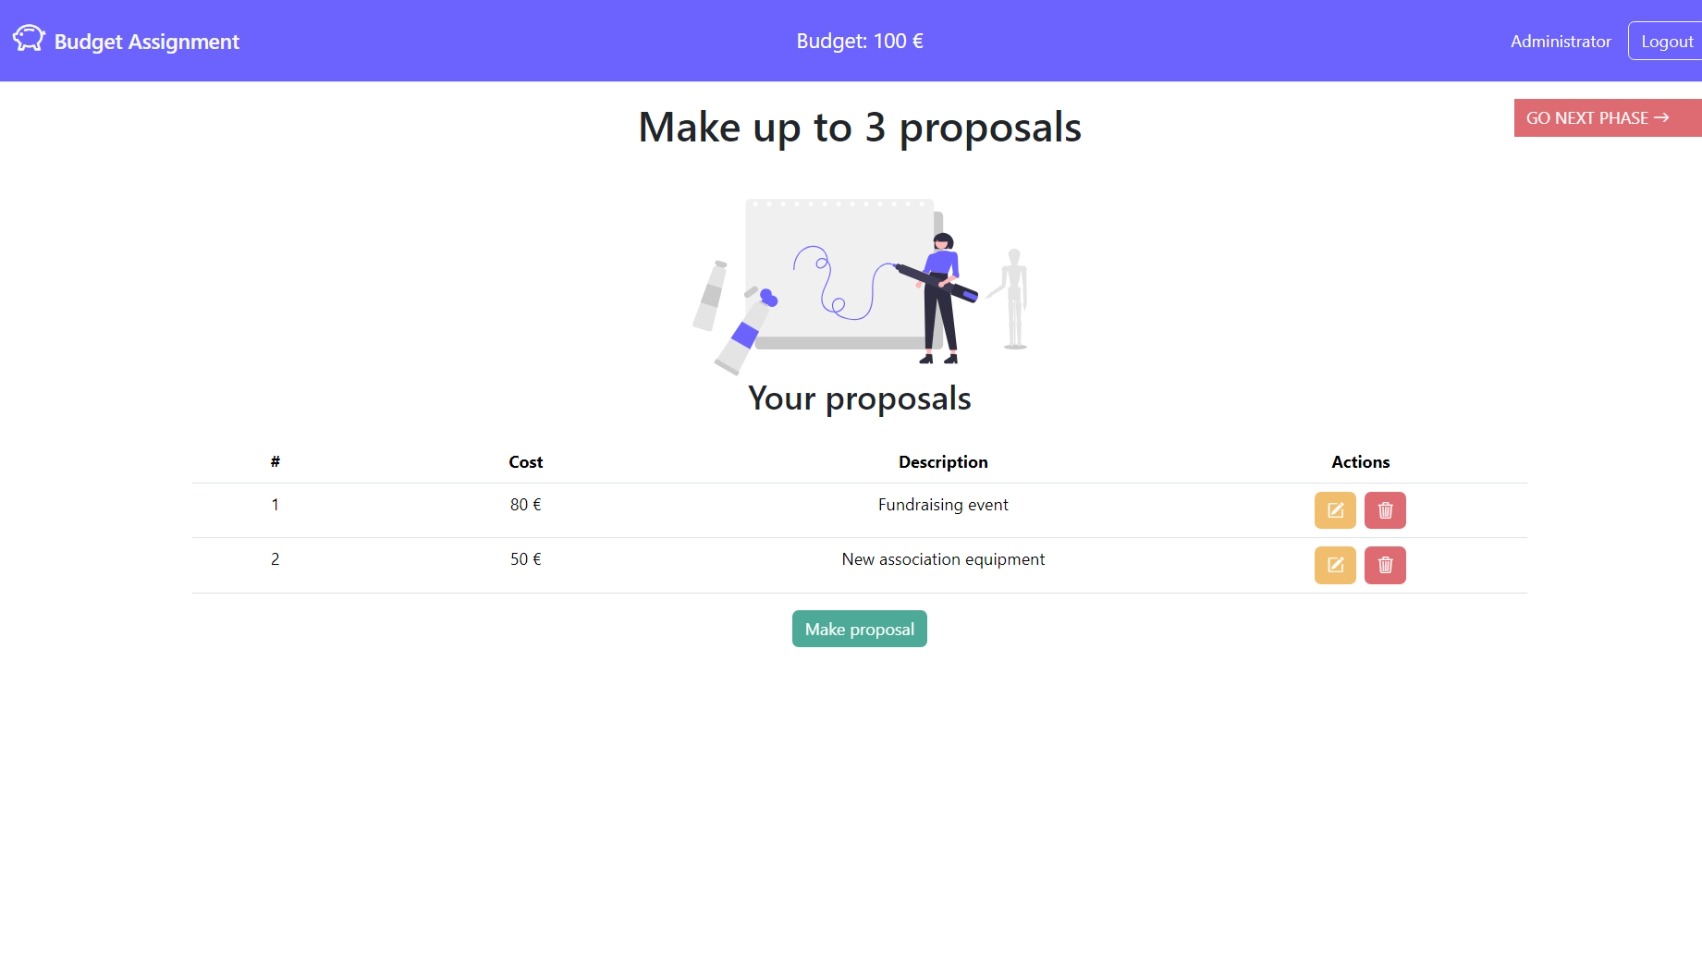 Budget Assignment
Budget: 100 €
Administrator
Logout
Make up to 3 proposals
GO NEXT PHASE →
Your proposals
# Cost Description Actions
1 80 € Fundraising event
2 50 € New association equipment
Make proposal